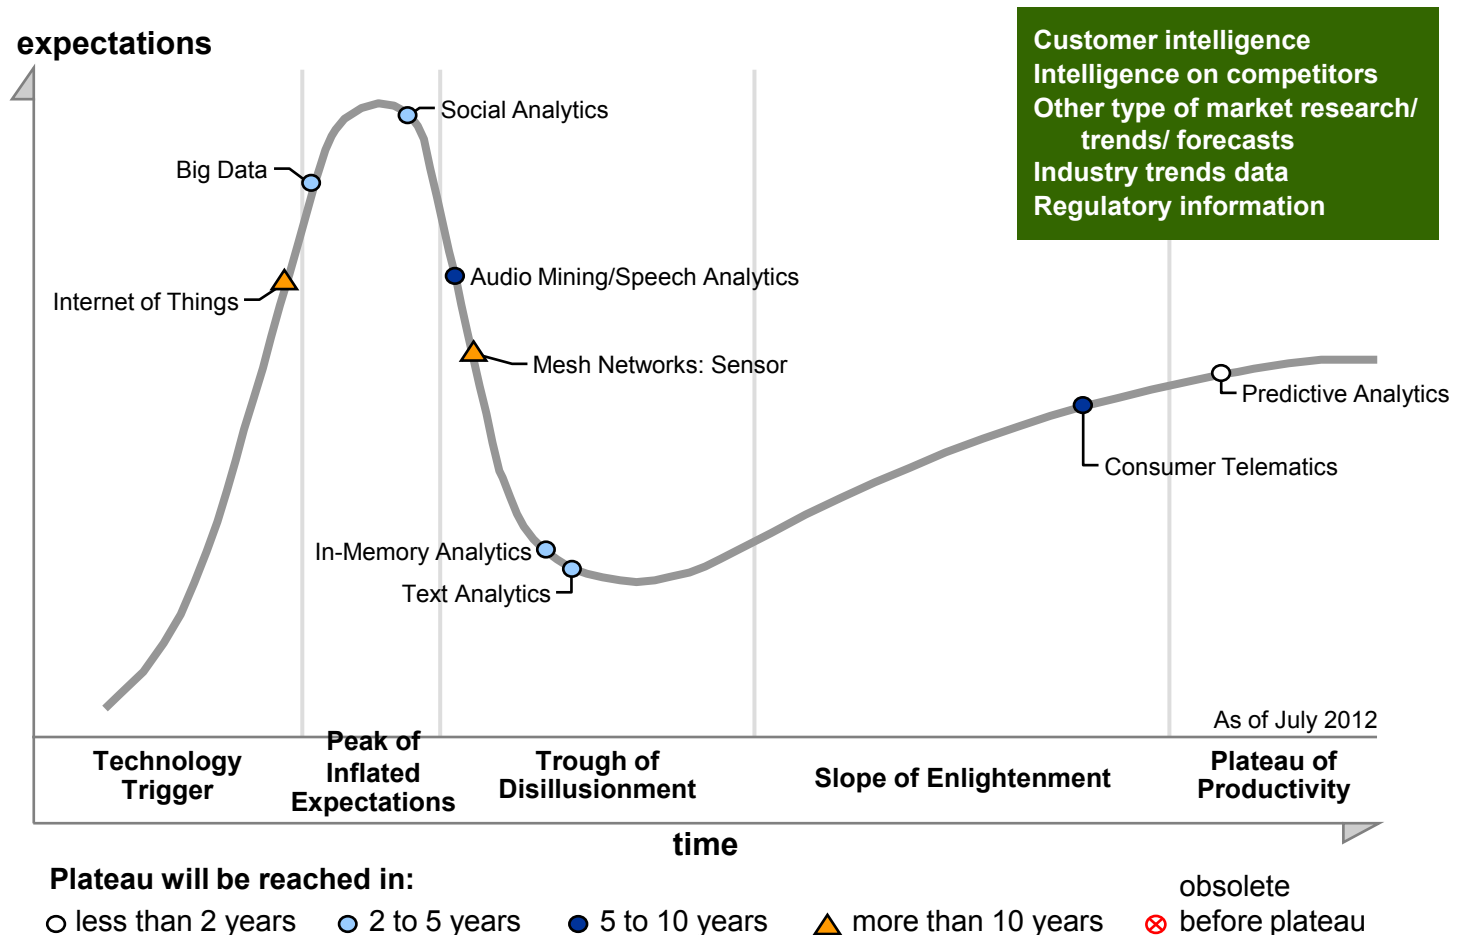 expectations
Customer intelligence
Intelligence on competitors
Other type of market research/
trends/ forecasts
Industry trends data
Regulatory information
Social Analytics
Big Data
Internet of Things
Audio Mining/Speech Analytics
Mesh Networks: Sensor
Predictive Analytics
Consumer Telematics
In-Memory Analytics
Text Analytics
As of July 2012
Technology
Trigger
Peak of
Inflated
Expectations
Trough of
Disillusionment
Slope of Enlightenment
Plateau of
Productivity
time
Plateau will be reached in:
less than 2 years
2 to 5 years
5 to 10 years
more than 10 years
obsolete
before plateau